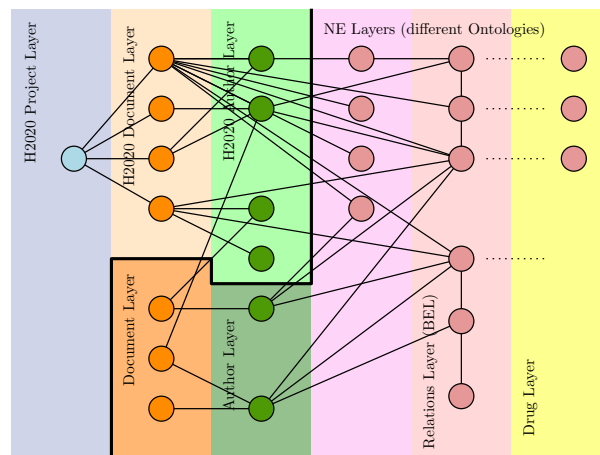 H2020 Project Layer
H2020 Document Layer
H2020 Author Layer
NE Layers (different Ontologies)
Document Layer
Author Layer
Relations Layer (BEL)
Drug Layer